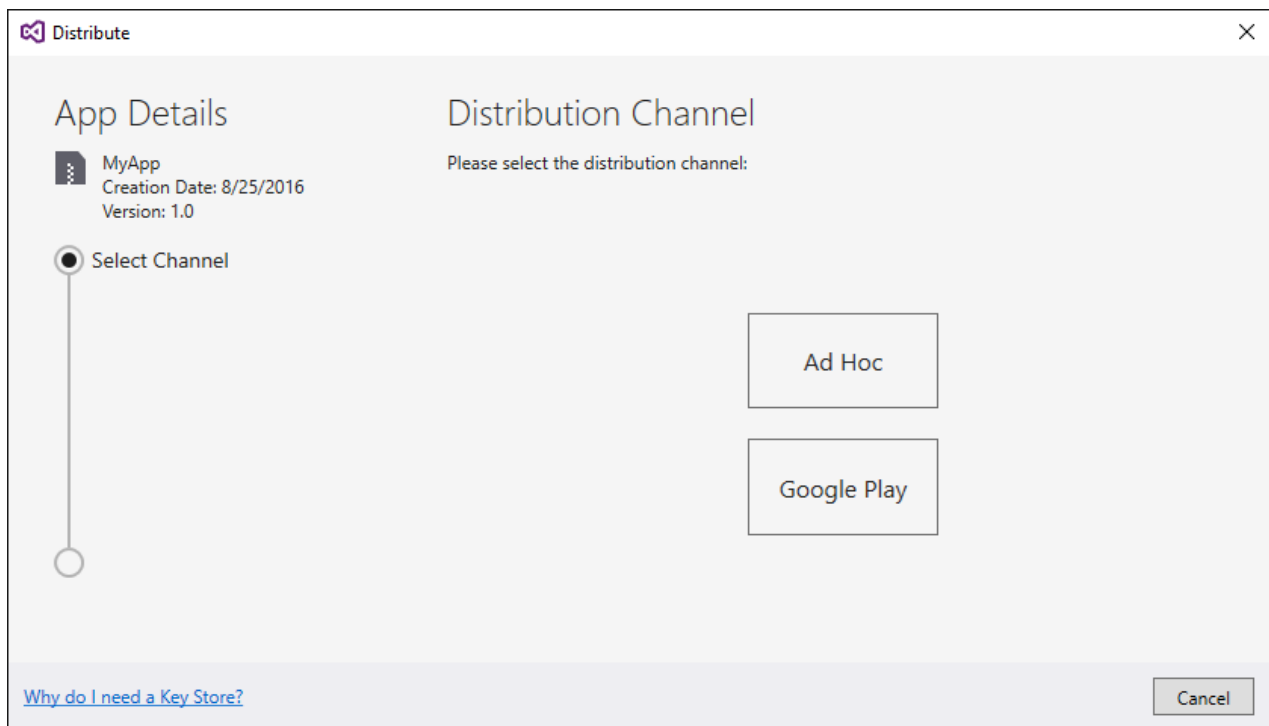 Distribute
App Details
MyApp
Creation Date: 8/25/2016
Version: 1.0
Select Channel
Distribution Channel
Please select the distribution channel:
Ad Hoc
Google Play
Why do I need a Key Store?
Cancel